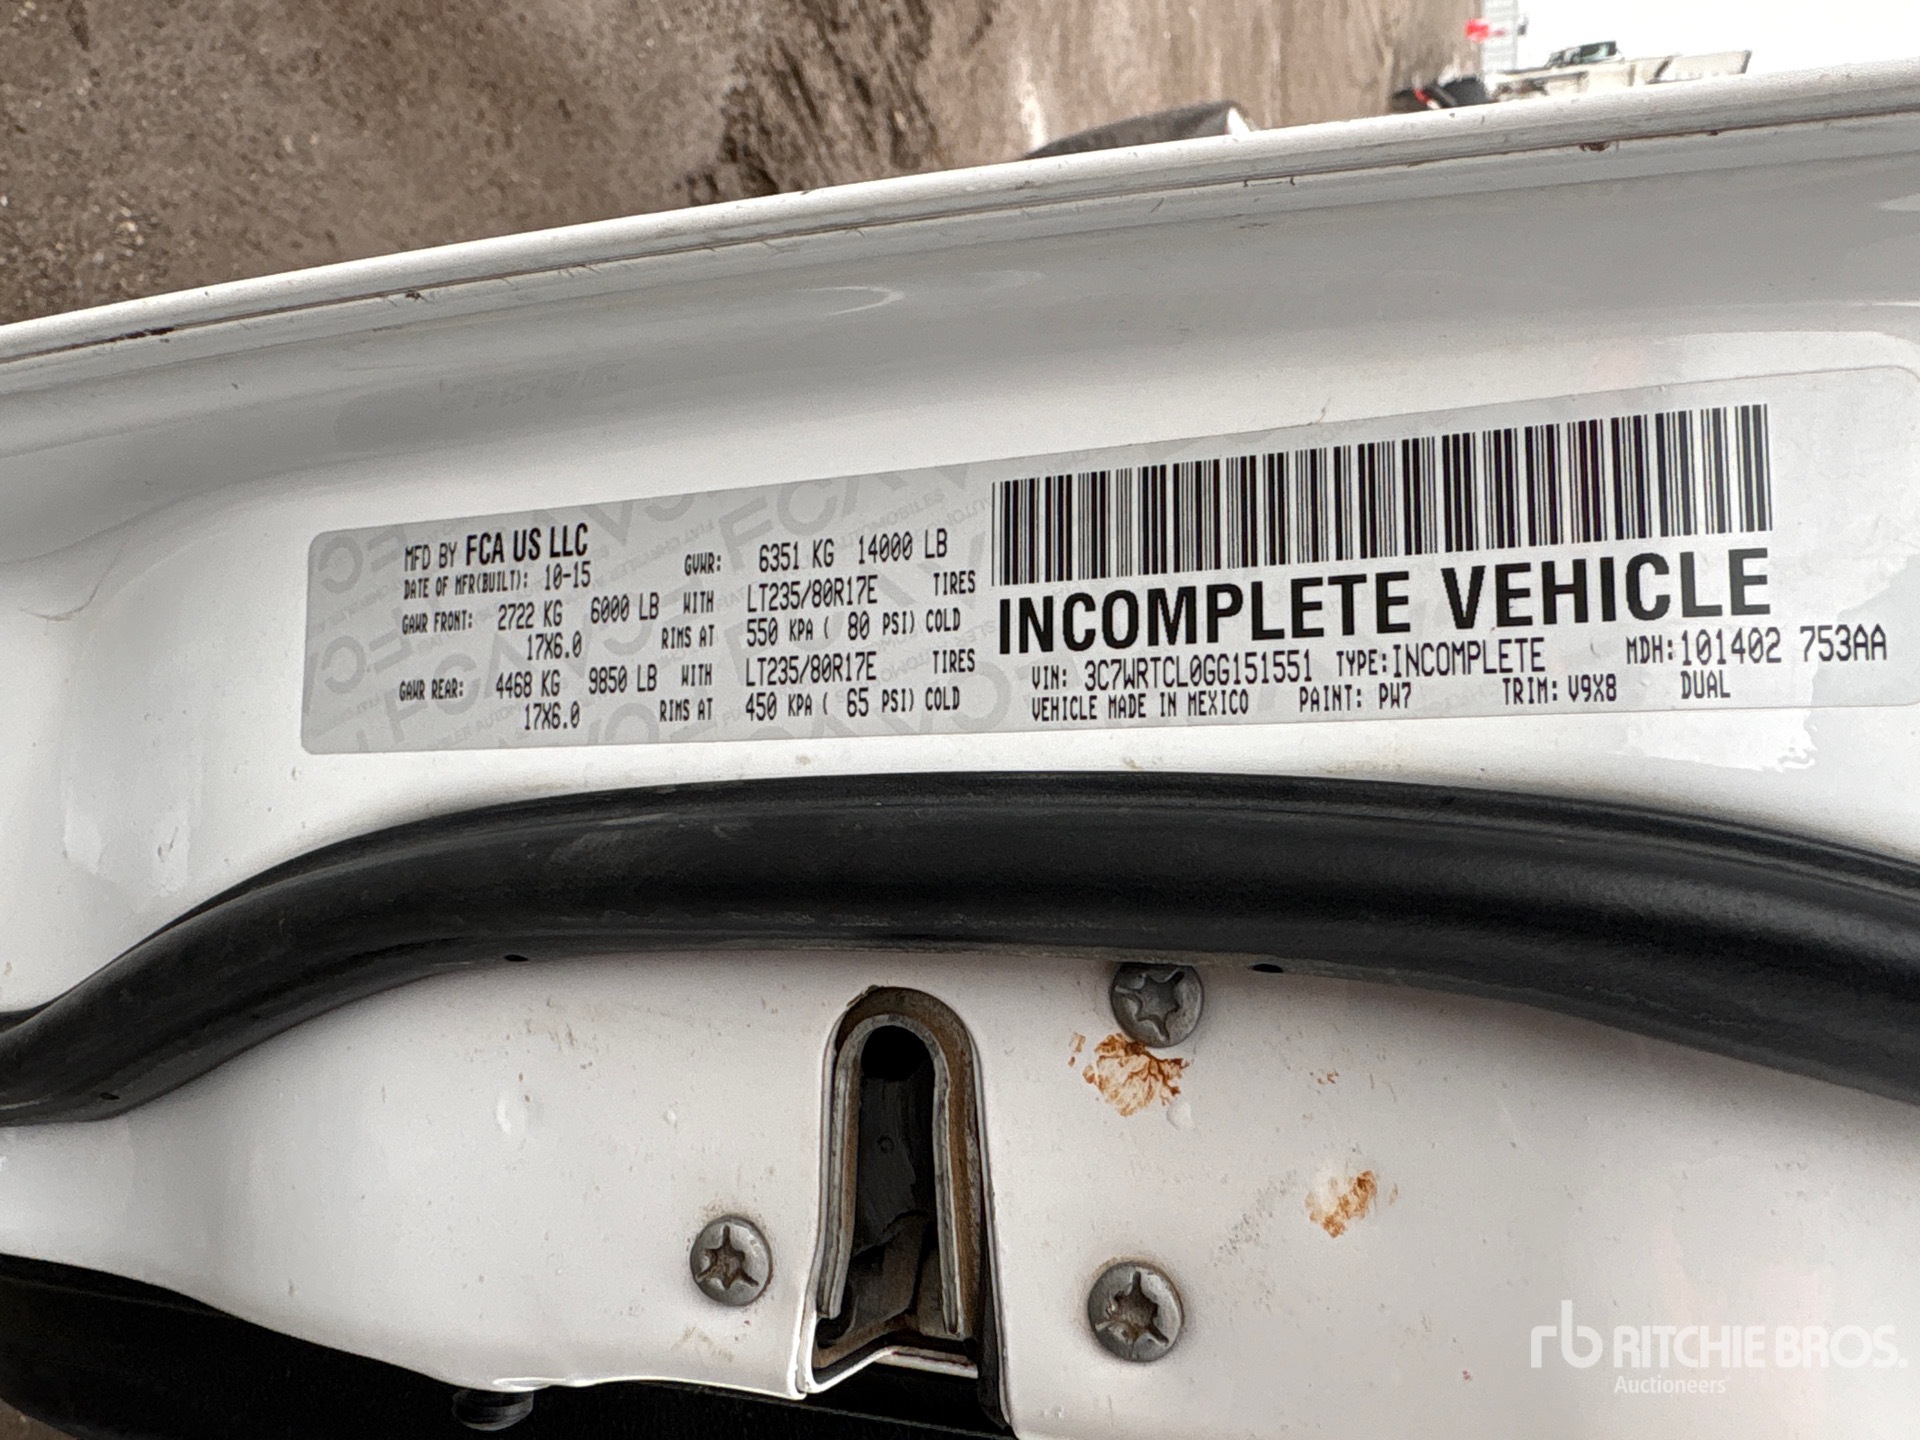 MFD BY FCA US LLC
DATE OF MFR(BUILT): 10-15 GVWR: 6351 KG 14000 LB
GAWR FRONT: 2722 KG 6000 LB WITH LT235/80R17E TIRES
17X6.0 RIMS AT 550 KPA ( 80 PSI) COLD
GAWR REAR: 4468 KG 9850 LB WITH LT235/80R17E TIRES
17X6.0 RIMS AT 450 KPA ( 65 PSI) COLD
INCOMPLETE VEHICLE
VIN: 3C7WRTCL0GG151551 TYPE: INCOMPLETE MDH: 101402 753AA
VEHICLE MADE IN MEXICO PAINT: PW7 TRIM: V9X8 DUAL
rb RITCHIE BROS.
Auctioneers